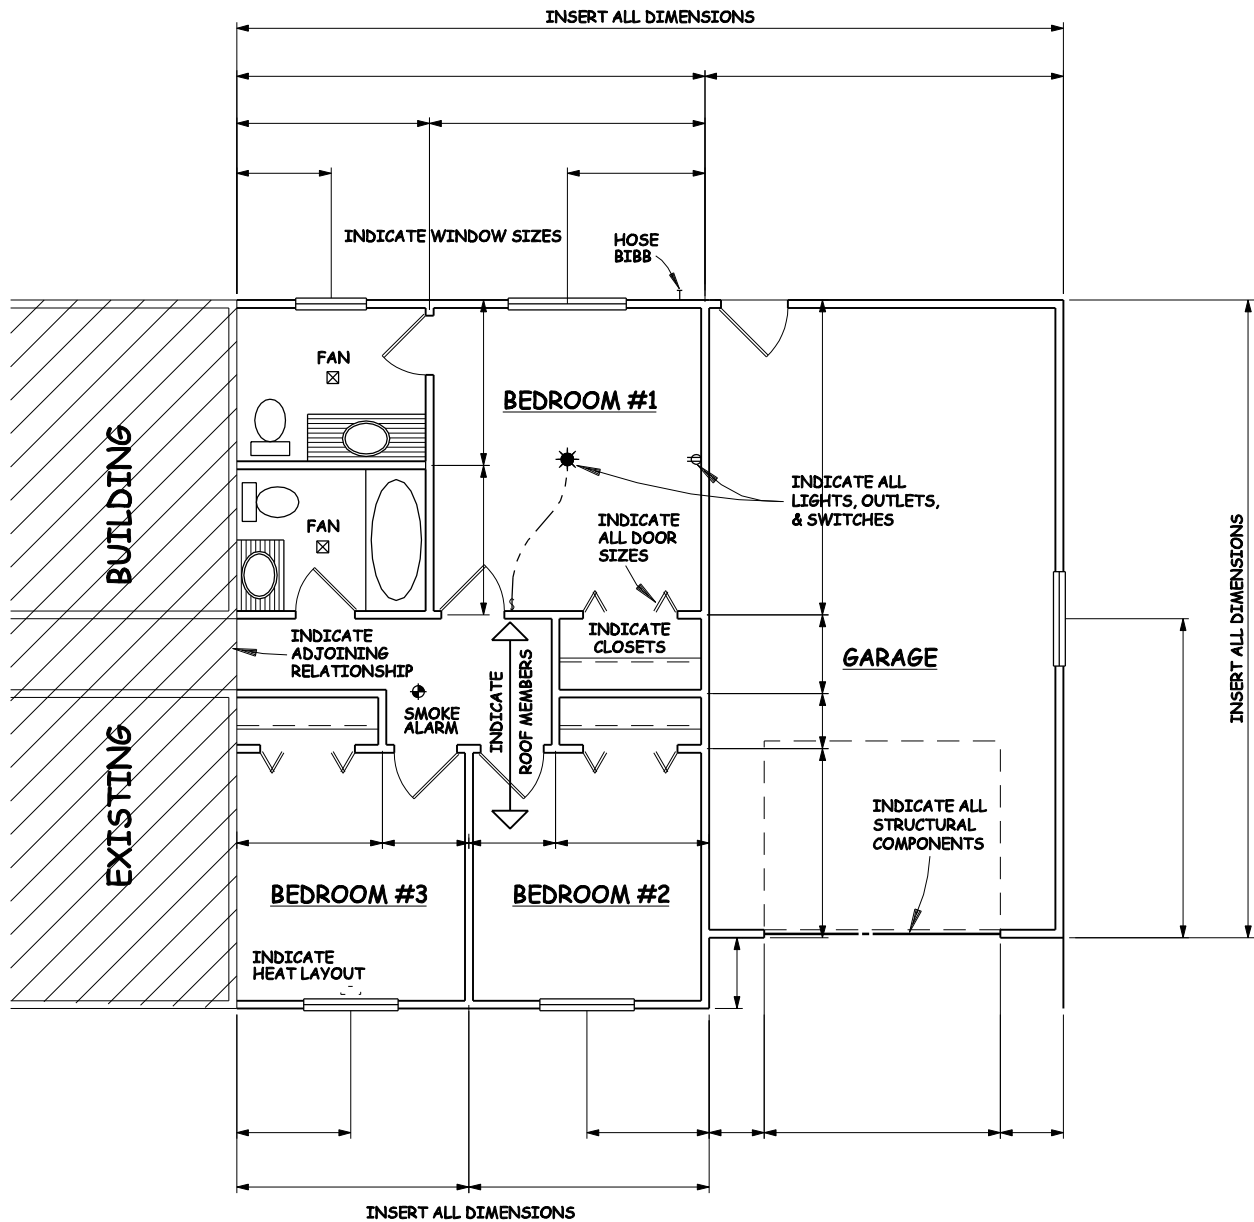 INSERT ALL DIMENSIONS
INDICATE WINDOW SIZES
HOSE
BIBB
FAN
BEDROOM #1
BUILDING
INDICATE ALL
LIGHTS, OUTLETS,
& SWITCHES
FAN
INDICATE
ALL DOOR
SIZES
INSERT ALL DIMENSIONS
INDICATE
ADJOINING
RELATIONSHIP
INDICATE
CLOSETS
GARAGE
INDICATE
ROOF MEMBERS
SMOKE
ALARM
EXISTING
INDICATE ALL
STRUCTURAL
COMPONENTS
BEDROOM #3
BEDROOM #2
INDICATE
HEAT LAYOUT
INSERT ALL DIMENSIONS